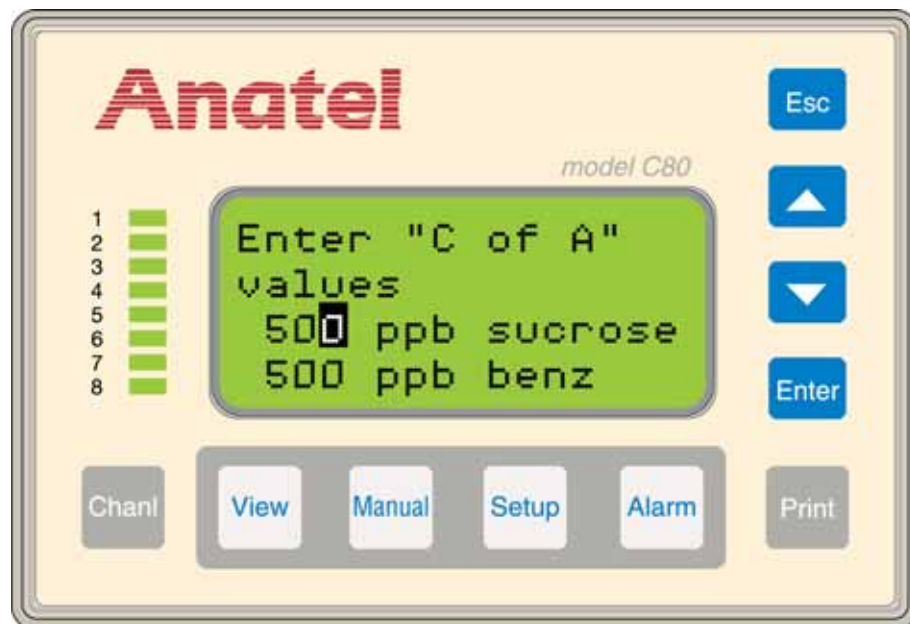 Anatel
model C80
Esc
1
2
3
4
5
6
7
8
Enter "C of A"
values
500 ppb sucrose
500 ppb benz
Enter
Chanl
View
Manual
Setup
Alarm
Print